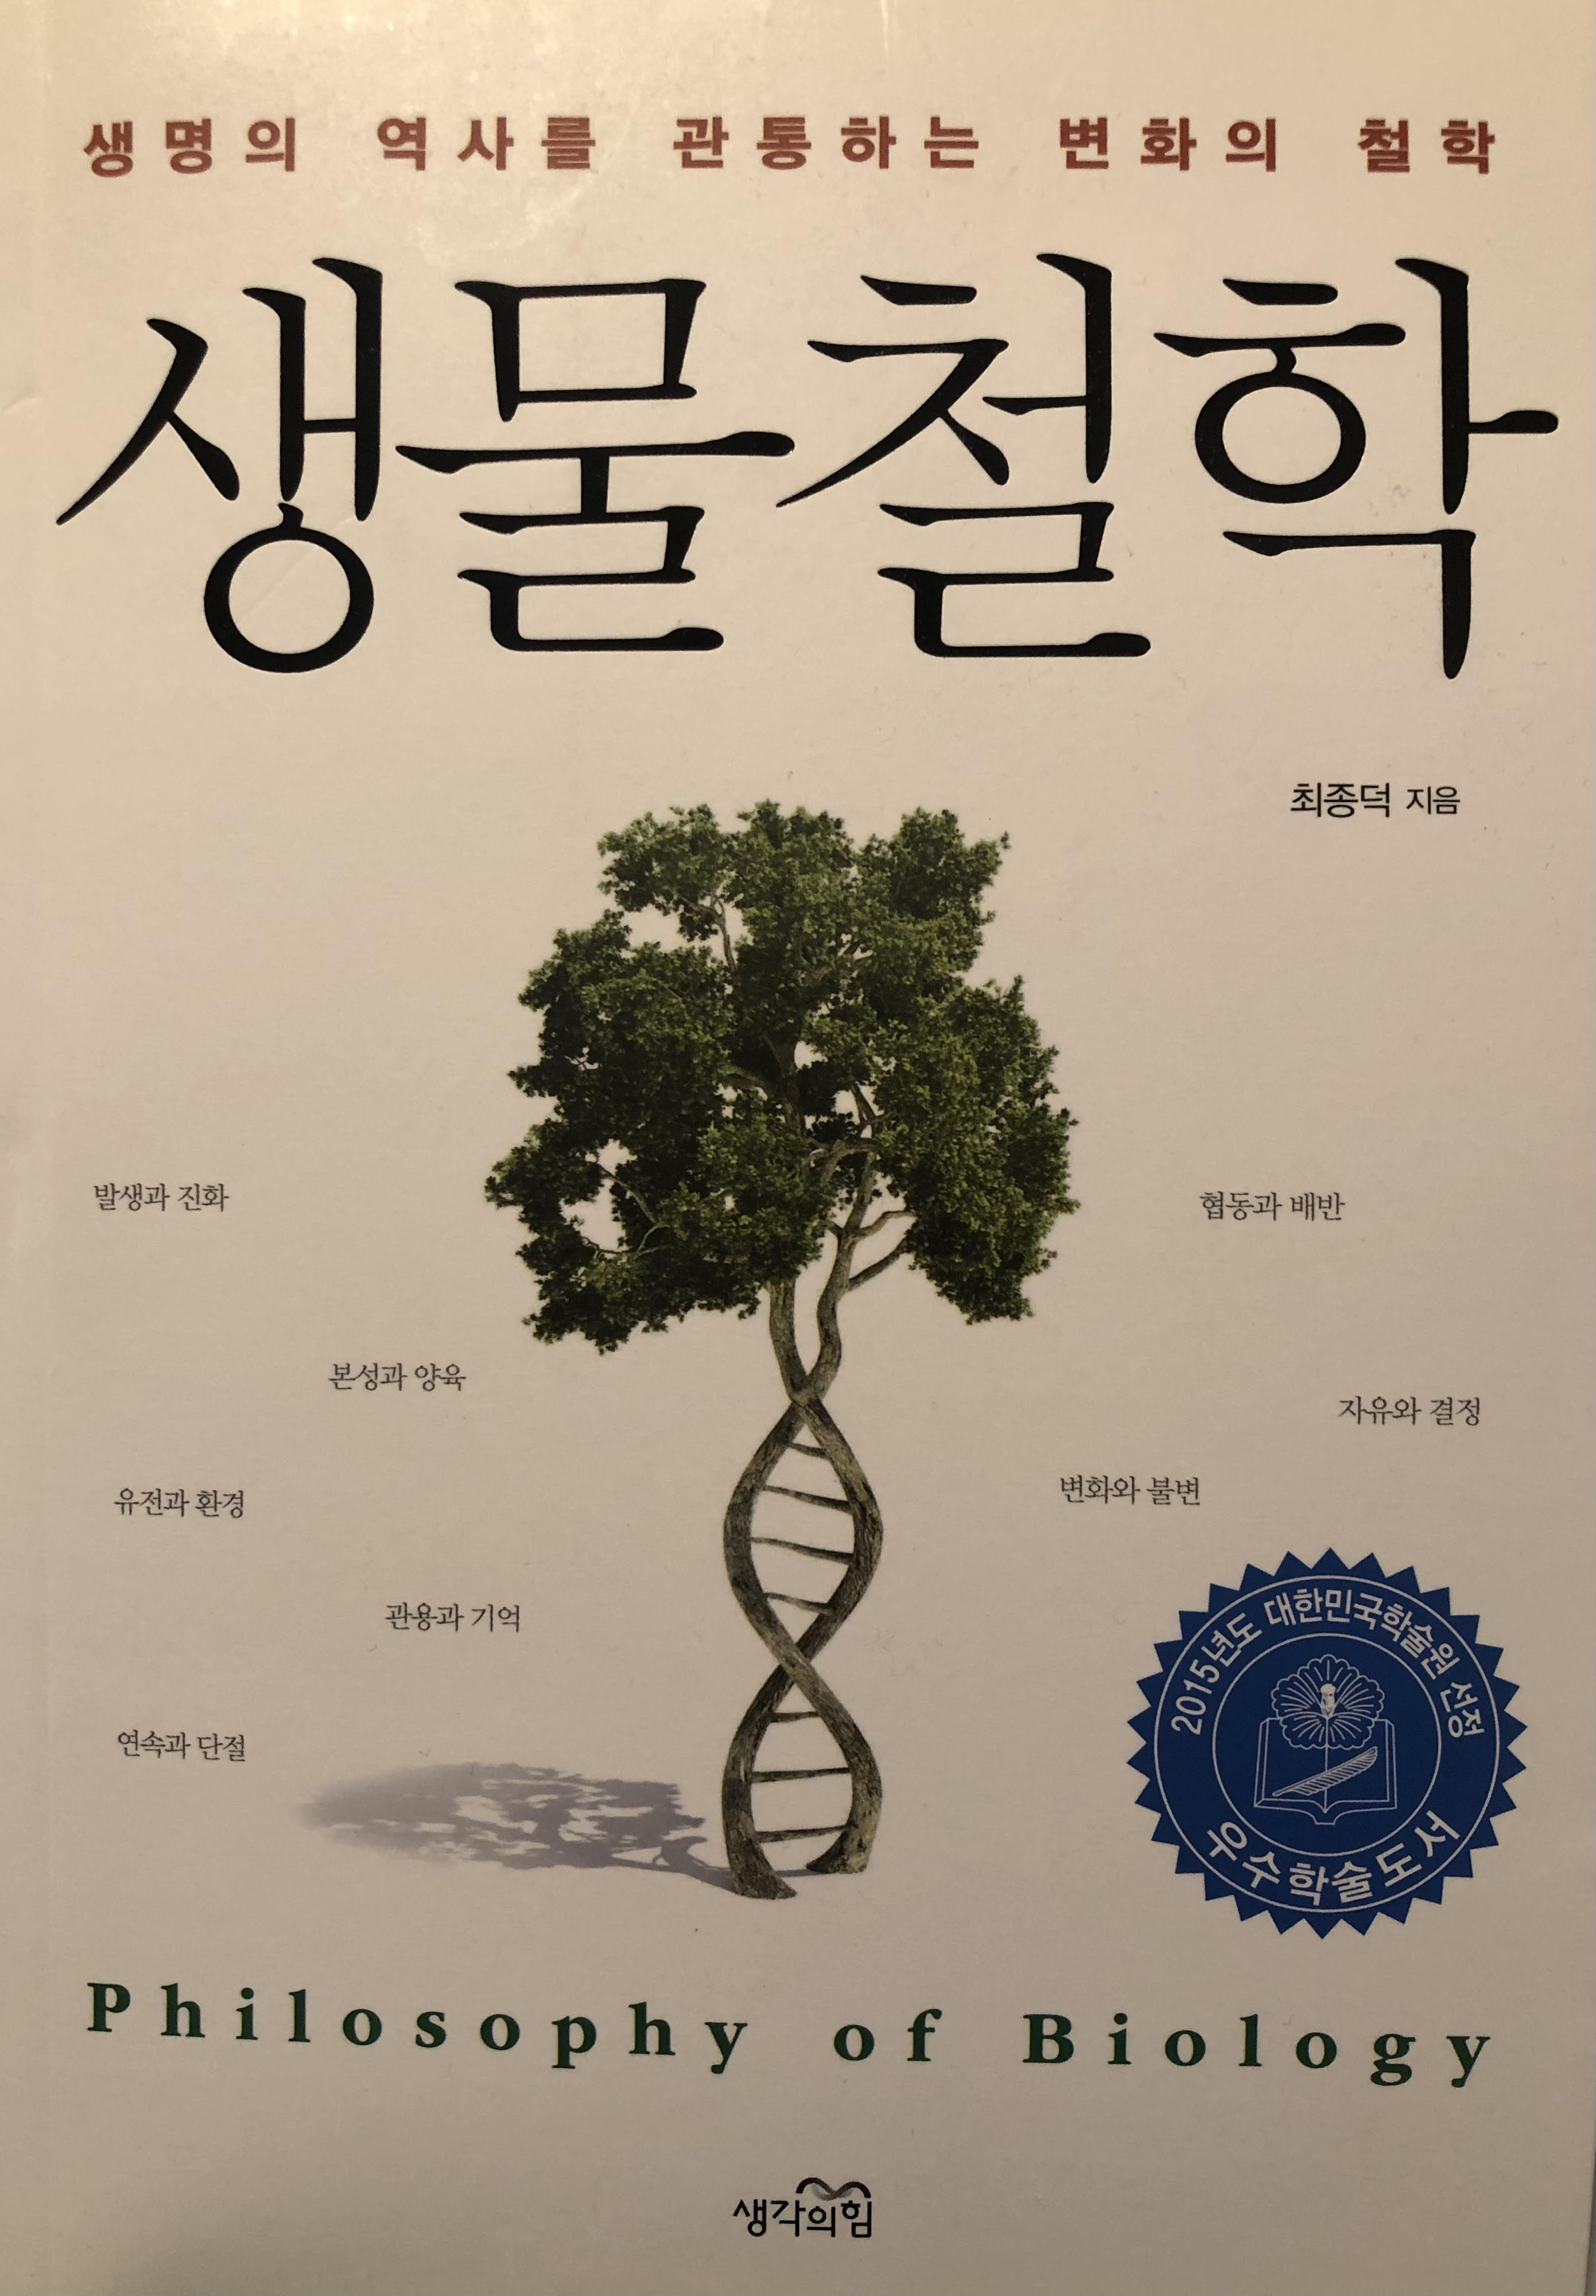 생명의 역사를 관통하는 변화의 철학
생물철학
최종덕 지음
발생과 진화
협동과 배반
본성과 양육
자유와 결정
유전과 환경
변화와 불변
관용과 기억
연속과 단절
2015년도 대한민국학술원 선정
우수학술도서
Philosophy of Biology
생각의힘